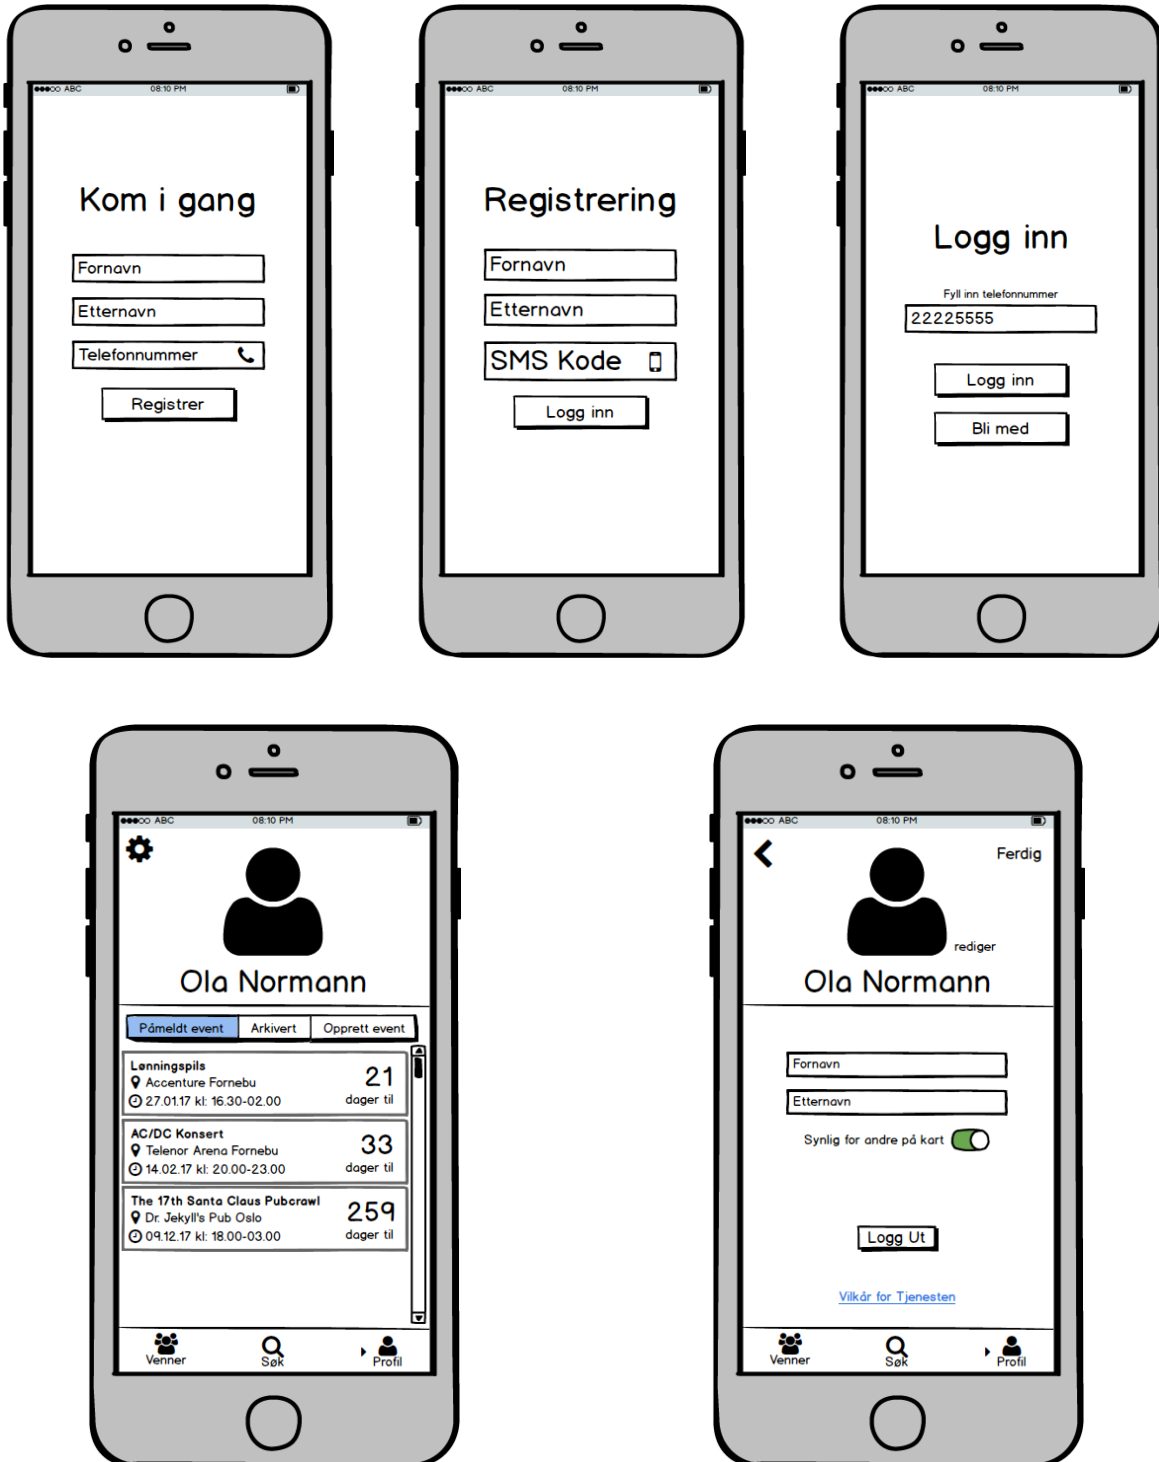 ABC 08:10 PM
Kom i gang
Fornavn
Etternavn
Telefonnummer
Registrer
ABC 08:10 PM
Registrering
Fornavn
Etternavn
SMS Kode
Logg inn
ABC 08:10 PM
Logg inn
Fyll inn telefonnummer
22225555
Logg inn
Bli med
ABC 08:10 PM
Ola Normann
Påmeldt event Arkivert Opprett event
Lønningspils
Accenture Fornebu
27.01.17 kl: 16.30-02.00
21
dager til
AC/DC Konsert
Telenor Arena Fornebu
14.02.17 kl: 20.00-23.00
33
dager til
The 17th Santa Claus Pubcrawl
Dr. Jekyll's Pub Oslo
09.12.17 kl: 18.00-03.00
259
dager til
Venner Søk Profil
ABC 08:10 PM
Ferdig
rediger
Ola Normann
Fornavn
Etternavn
Synlig for andre på kart
Logg Ut
Vilkår for Tjenesten
Venner Søk Profil